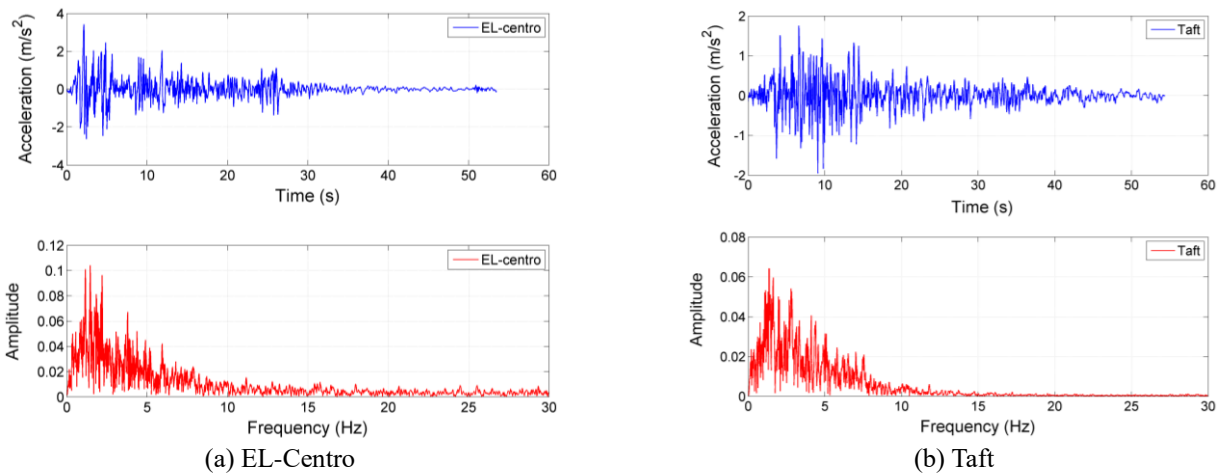 4
2
0
-2
-4
Acceleration (m/s²)
EL-centro
0 10 20 30 40 50 60
Time (s)
0.12
0.1
0.08
0.06
0.04
0.02
0
Amplitude
EL-centro
0 5 10 15 20 25 30
Frequency (Hz)
(a) EL-Centro
2
1
0
-1
-2
Acceleration (m/s²)
Taft
0 10 20 30 40 50 60
Time (s)
0.08
0.06
0.04
0.02
0
Amplitude
Taft
0 5 10 15 20 25 30
Frequency (Hz)
(b) Taft